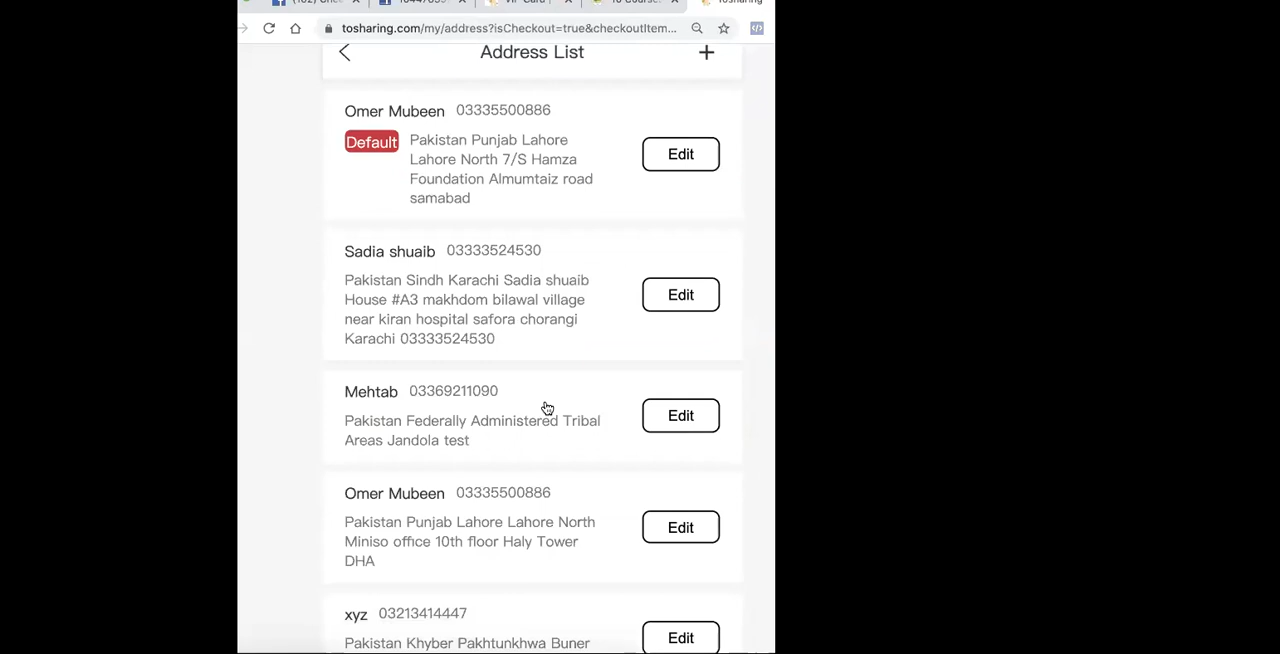 VIP Card
Tosharing
tosharing.com/my/address?isCheckout=true&checkoutItem...
Address List
Omer Mubeen 03335500886
Default
Pakistan Punjab Lahore
Lahore North 7/S Hamza
Foundation Almumtaiz road
samabad
Edit
Sadia shuaib 03333524530
Pakistan Sindh Karachi Sadia shuaib
House #A3 makhdom bilawal village
near kiran hospital safora chorangi
Karachi 03333524530
Edit
Mehtab 03369211090
Pakistan Federally Administered Tribal
Areas Jandola test
Edit
Omer Mubeen 03335500886
Pakistan Punjab Lahore Lahore North
Miniso office 10th floor Haly Tower
DHA
Edit
xyz 03213414447
Pakistan Khyber Pakhtunkhwa Buner
Edit